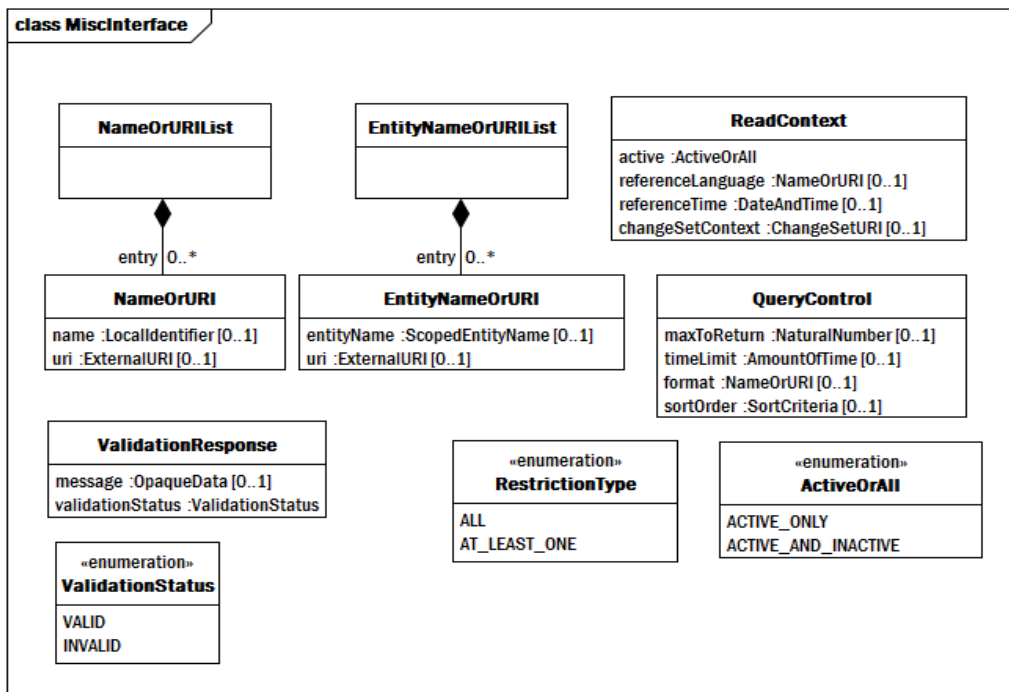 class MiscInterface
NameOrURIList
EntityNameOrURIList
ReadContext
active :ActiveOrAll
referenceLanguage :NameOrURI [0..1]
referenceTime :DateAndTime [0..1]
changeSetContext :ChangeSetURI [0..1]
entry 0..*
entry 0..*
NameOrURI
name :LocalIdentifier [0..1]
uri :ExternalURI [0..1]
EntityNameOrURI
entityName :ScopedEntityName [0..1]
uri :ExternalURI [0..1]
QueryControl
maxToReturn :NaturalNumber [0..1]
timeLimit :AmountOfTime [0..1]
format :NameOrURI [0..1]
sortOrder :SortCriteria [0..1]
ValidationResponse
message :OpaqueData [0..1]
validationStatus :ValidationStatus
«enumeration»
RestrictionType
ALL
AT_LEAST_ONE
«enumeration»
ActiveOrAll
ACTIVE_ONLY
ACTIVE_AND_INACTIVE
«enumeration»
ValidationStatus
VALID
INVALID